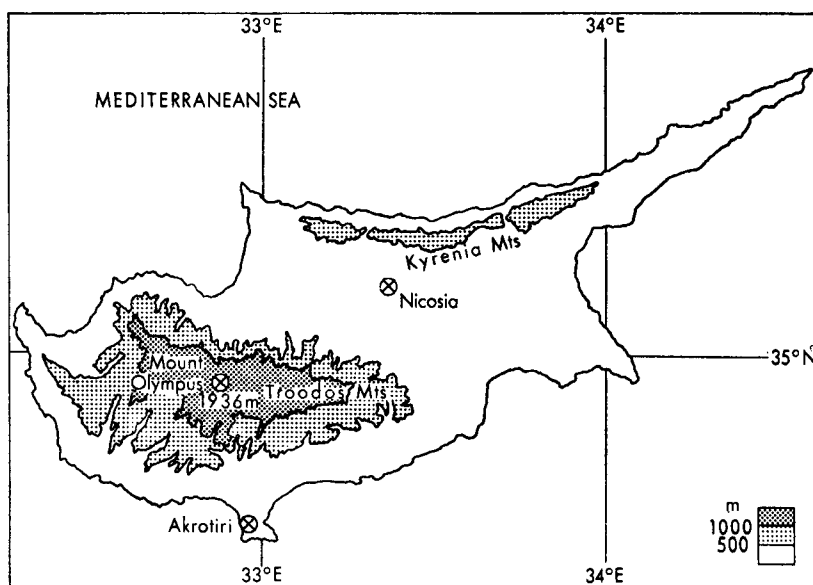 33°E
34°E
MEDITERRANEAN SEA
Kyrenia Mts
Nicosia
35°N
Mount
Olympus
1936m
Troodos Mts
Akrotiri
m
1000
500
33°E
34°E